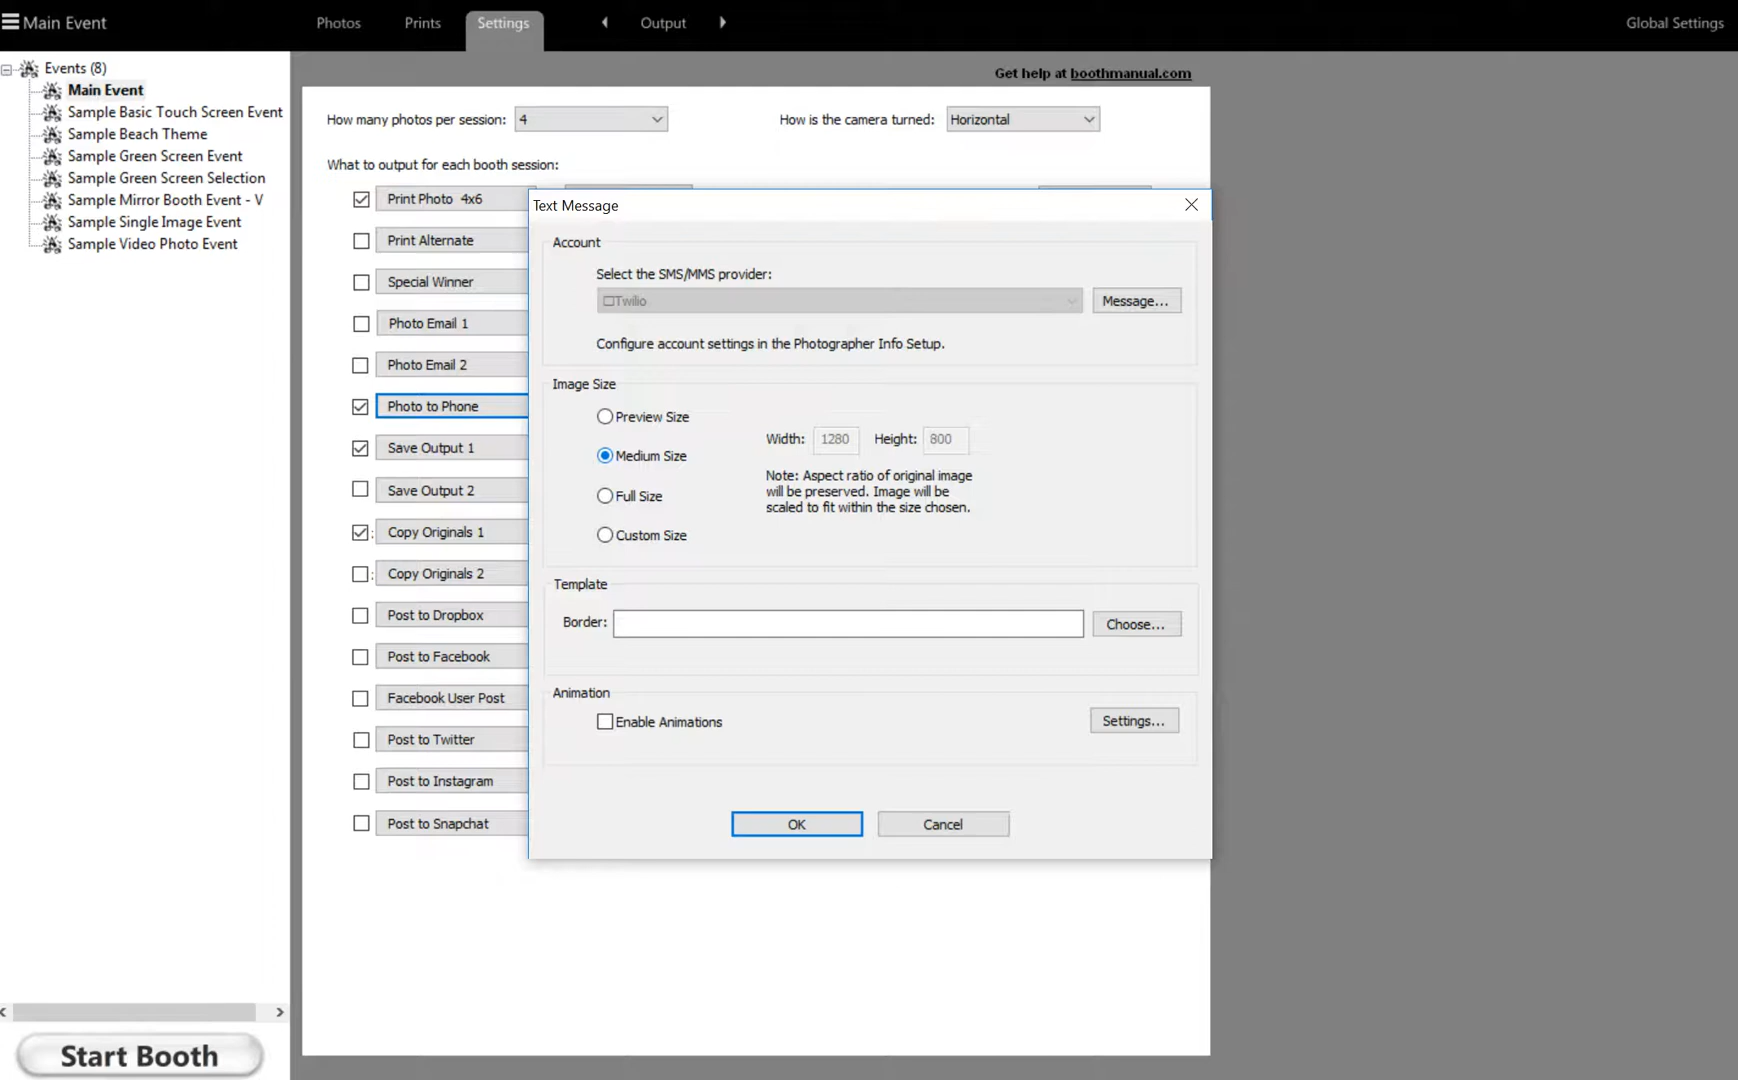 Main Event
Photos
Prints
Settings
Output
Global Settings
Events (8)
Main Event
Sample Basic Touch Screen Event
Sample Beach Theme
Sample Green Screen Event
Sample Green Screen Selection
Sample Mirror Booth Event - V
Sample Single Image Event
Sample Video Photo Event
Start Booth
Get help at boothmanual.com
How many photos per session: 4
How is the camera turned: Horizontal
What to output for each booth session:
Print Photo 4x6
Print Alternate
Special Winner
Photo Email 1
Photo Email 2
Photo to Phone
Save Output 1
Save Output 2
Copy Originals 1
Copy Originals 2
Post to Dropbox
Post to Facebook
Facebook User Post
Post to Twitter
Post to Instagram
Post to Snapchat
Text Message
Account
Select the SMS/MMS provider:
Twilio
Message...
Configure account settings in the Photographer Info Setup.
Image Size
Preview Size
Medium Size
Full Size
Custom Size
Width: 1280 Height: 800
Note: Aspect ratio of original image
will be preserved. Image will be
scaled to fit within the size chosen.
Template
Border:
Choose...
Animation
Enable Animations
Settings...
OK
Cancel